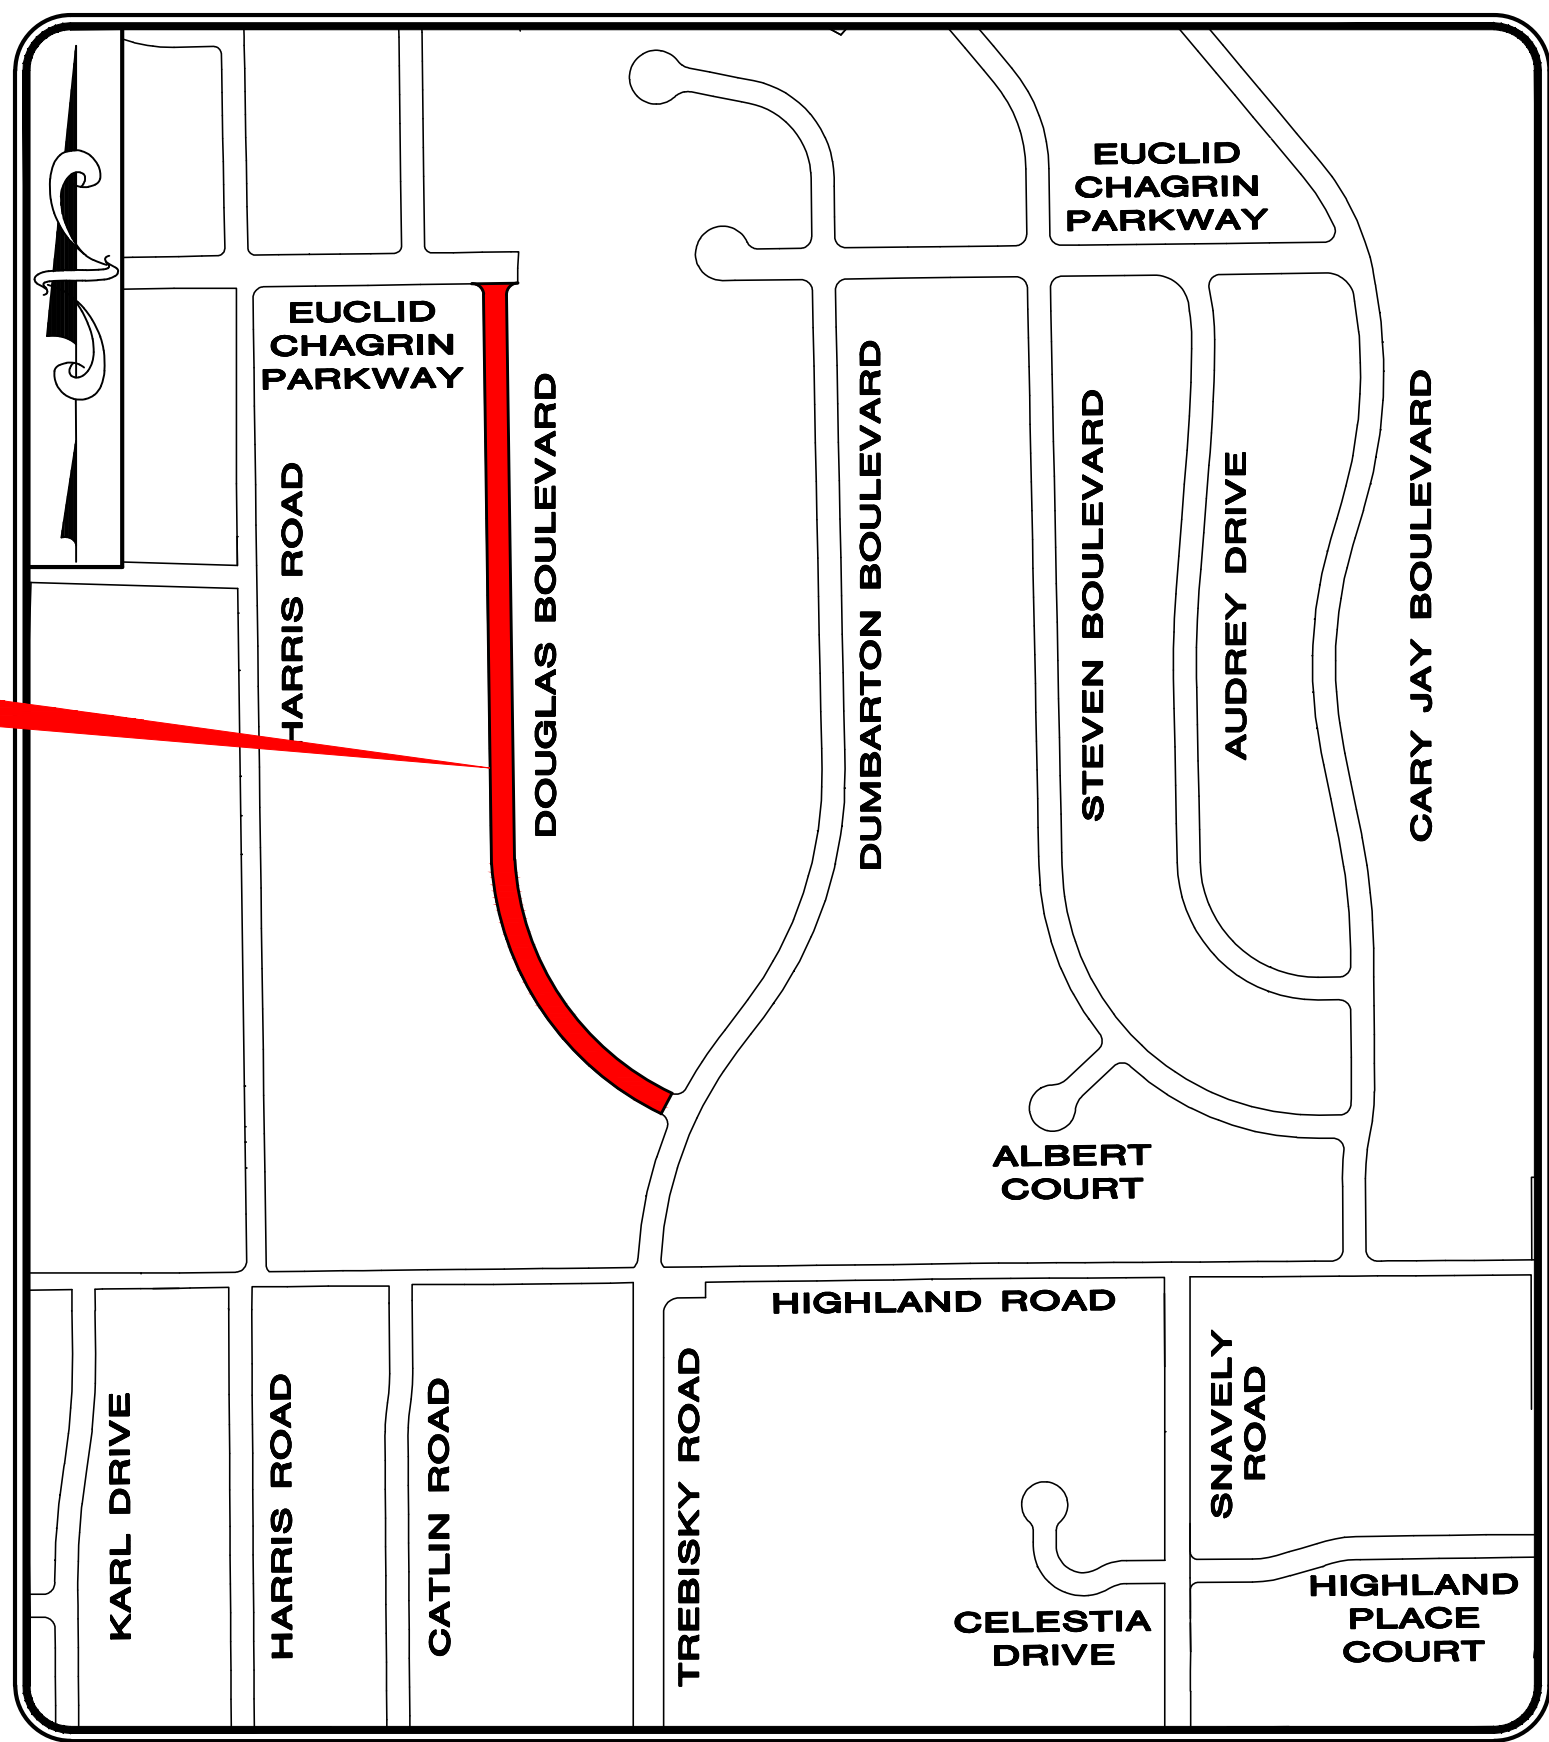 EUCLID
CHAGRIN
PARKWAY
EUCLID
CHAGRIN
PARKWAY
HARRIS ROAD
DOUGLAS BOULEVARD
DUMBARTON BOULEVARD
STEVEN BOULEVARD
AUDREY DRIVE
CARY JAY BOULEVARD
ALBERT
COURT
HIGHLAND ROAD
KARL DRIVE
HARRIS ROAD
CATLIN ROAD
TREBISKY ROAD
SNAVELY
ROAD
CELESTIA
DRIVE
HIGHLAND
PLACE
COURT